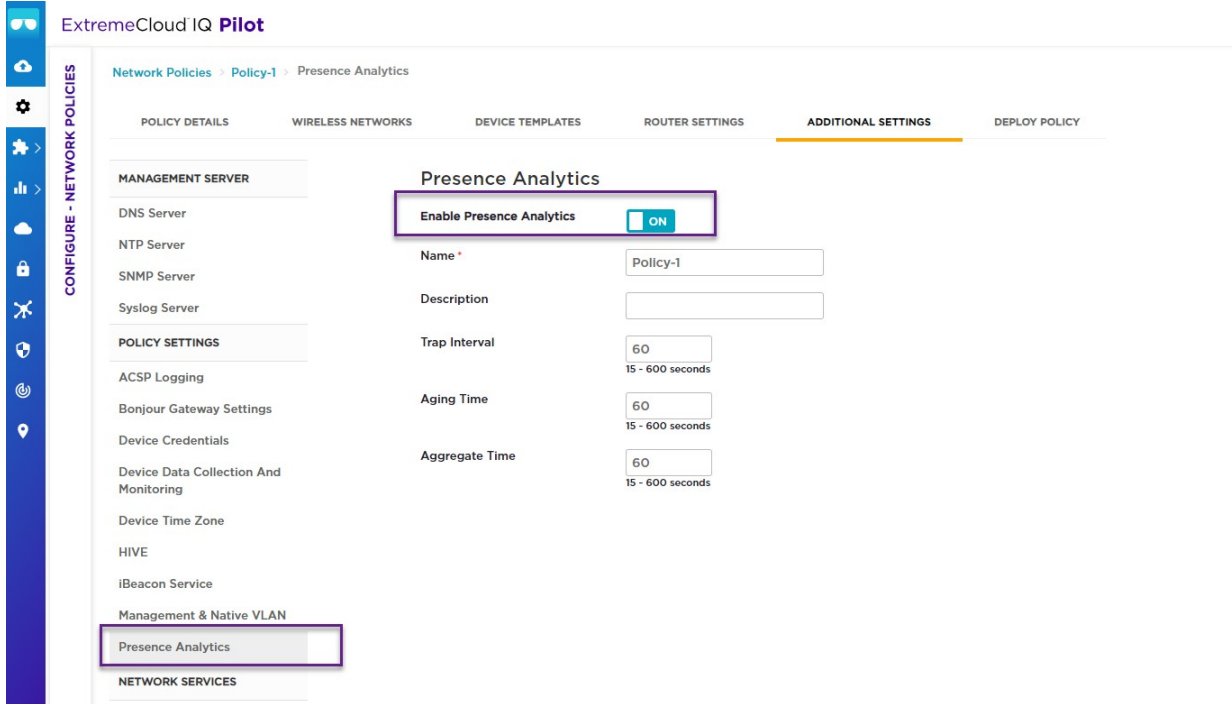 ExtremeCloud IQ Pilot
CONFIGURE - NETWORK POLICIES
Network Policies > Policy-1 > Presence Analytics
POLICY DETAILS WIRELESS NETWORKS DEVICE TEMPLATES ROUTER SETTINGS ADDITIONAL SETTINGS DEPLOY POLICY
MANAGEMENT SERVER
DNS Server
NTP Server
SNMP Server
Syslog Server
POLICY SETTINGS
ACSP Logging
Bonjour Gateway Settings
Device Credentials
Device Data Collection And
Monitoring
Device Time Zone
HIVE
iBeacon Service
Management & Native VLAN
Presence Analytics
NETWORK SERVICES
Presence Analytics
Enable Presence Analytics ON
Name * Policy-1
Description
Trap Interval 60
15 - 600 seconds
Aging Time 60
15 - 600 seconds
Aggregate Time 60
15 - 600 seconds